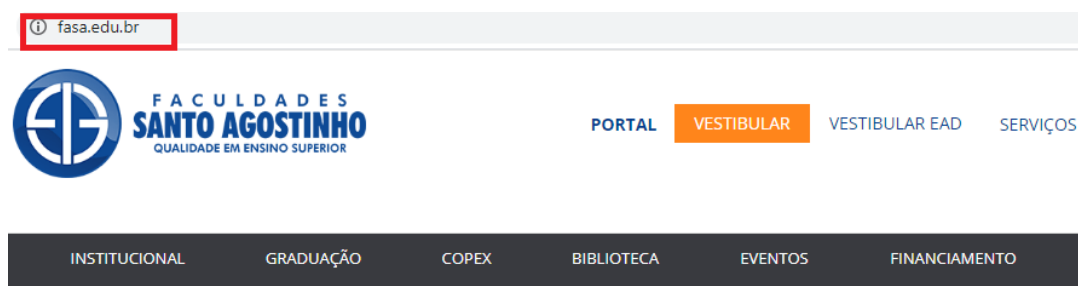 fasa.edu.br
FACULDADES
SANTO AGOSTINHO
QUALIDADE EM ENSINO SUPERIOR
PORTAL VESTIBULAR VESTIBULAR EAD SERVIÇOS
INSTITUCIONAL GRADUAÇÃO COPEX BIBLIOTECA EVENTOS FINANCIAMENTO